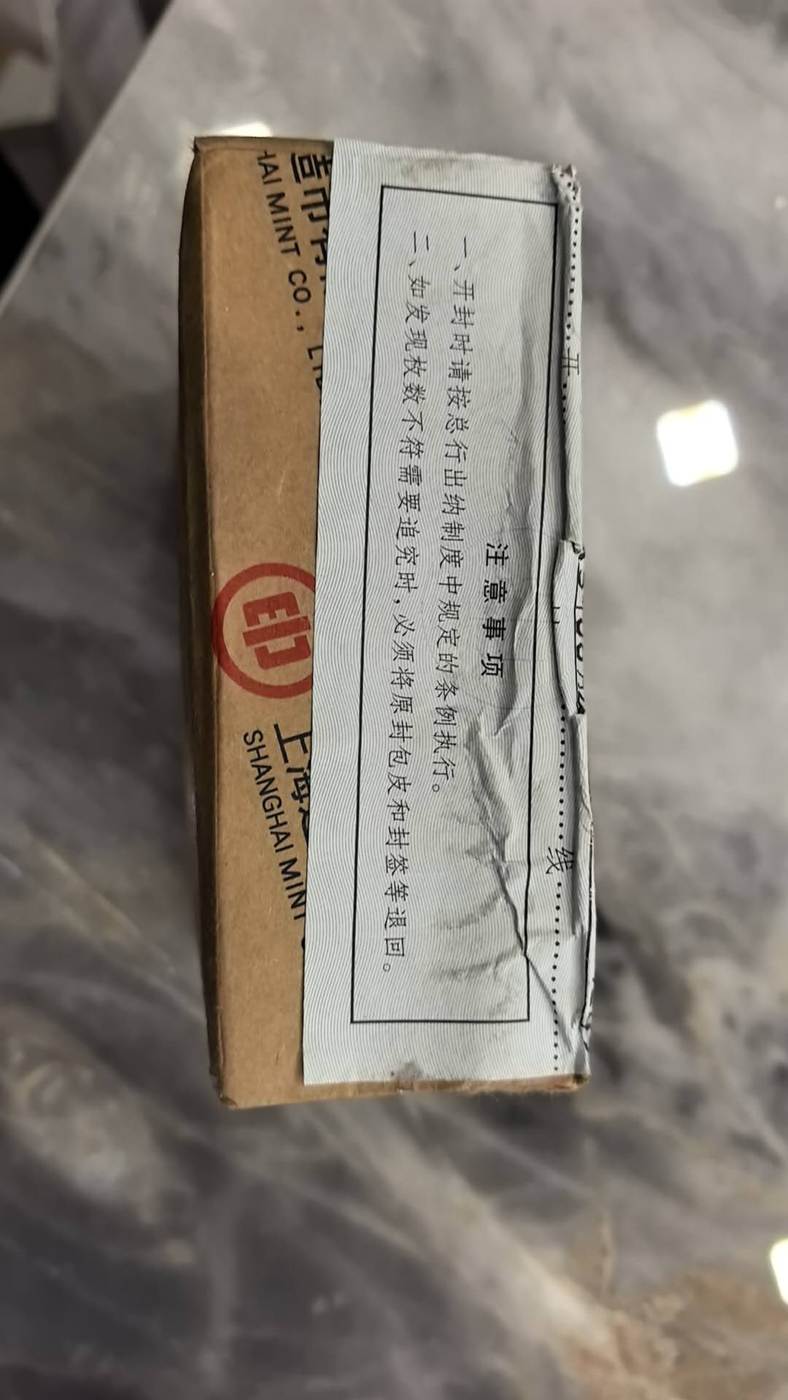 注意事项
一、开封时请按总行出纳制度中规定的条例执行。
二、如发现枚数不符需要追究时，必须将原封包皮和封签等退回。
开
线
HAI MINT CO., LTD
上海造
SHANGHAI MINT